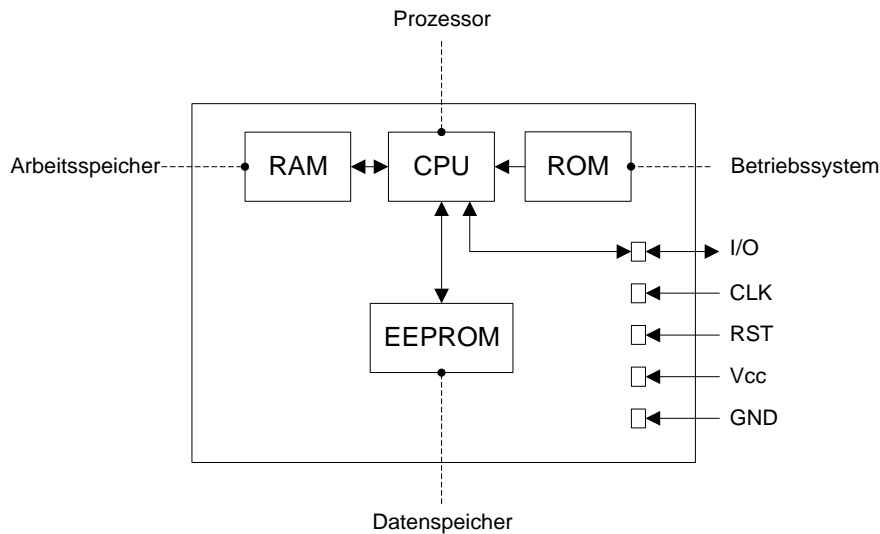 Prozessor
Arbeitsspeicher
RAM
CPU
ROM
Betriebssystem
I/O
CLK
EEPROM
RST
Vcc
GND
Datenspeicher